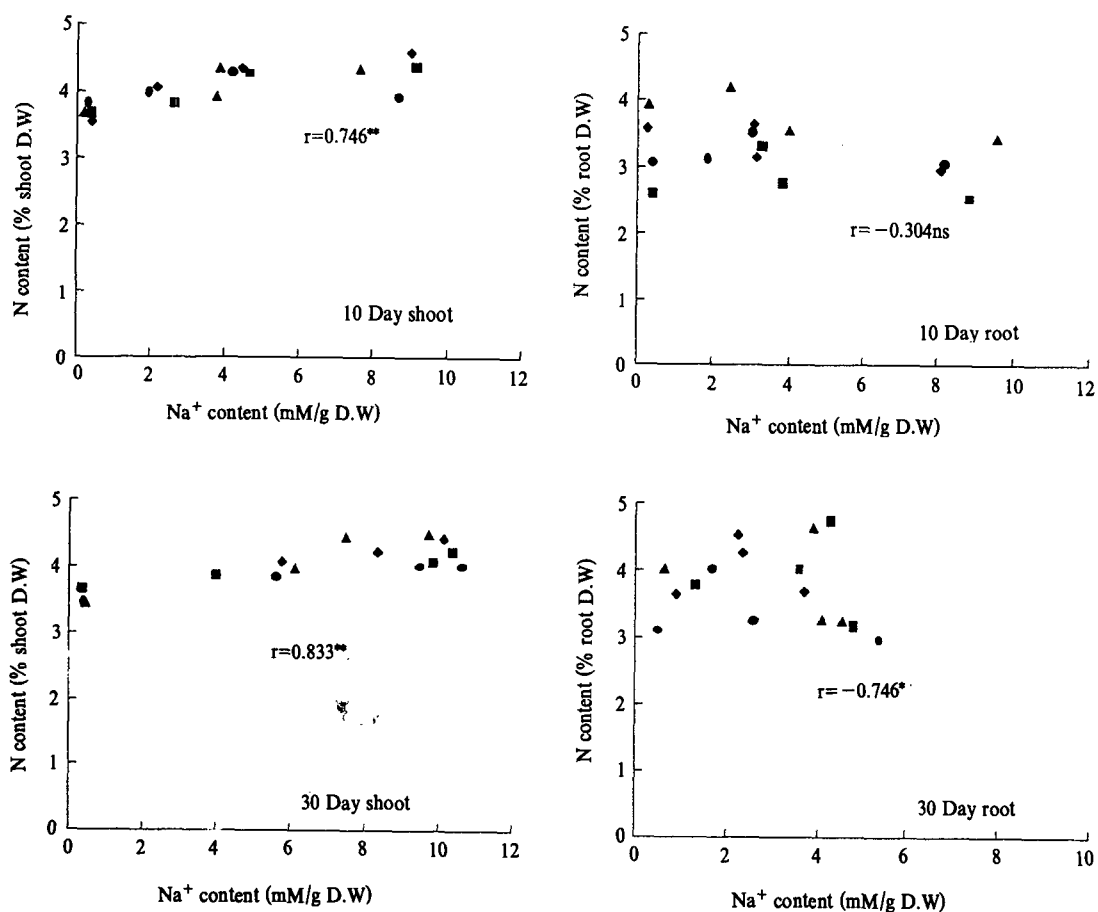 5
4
3
2
1
0
N content (% shoot D.W)
r=0.746**
10 Day shoot
0 2 4 6 8 10 12
Na+ content (mM/g D.W)
5
4
3
2
1
0
N content (% root D.W)
r=−0.304ns
10 Day root
0 2 4 6 8 10 12
Na+ content (mM/g D.W)
5
4
3
2
1
0
N content (% shoot D.W)
r=0.833**
30 Day shoot
0 2 4 6 8 10 12
Na+ content (mM/g D.W)
5
4
3
2
1
0
N content (% root D.W)
r=−0.746*
30 Day root
0 2 4 6 8 10
Na+ content (mM/g D.W)